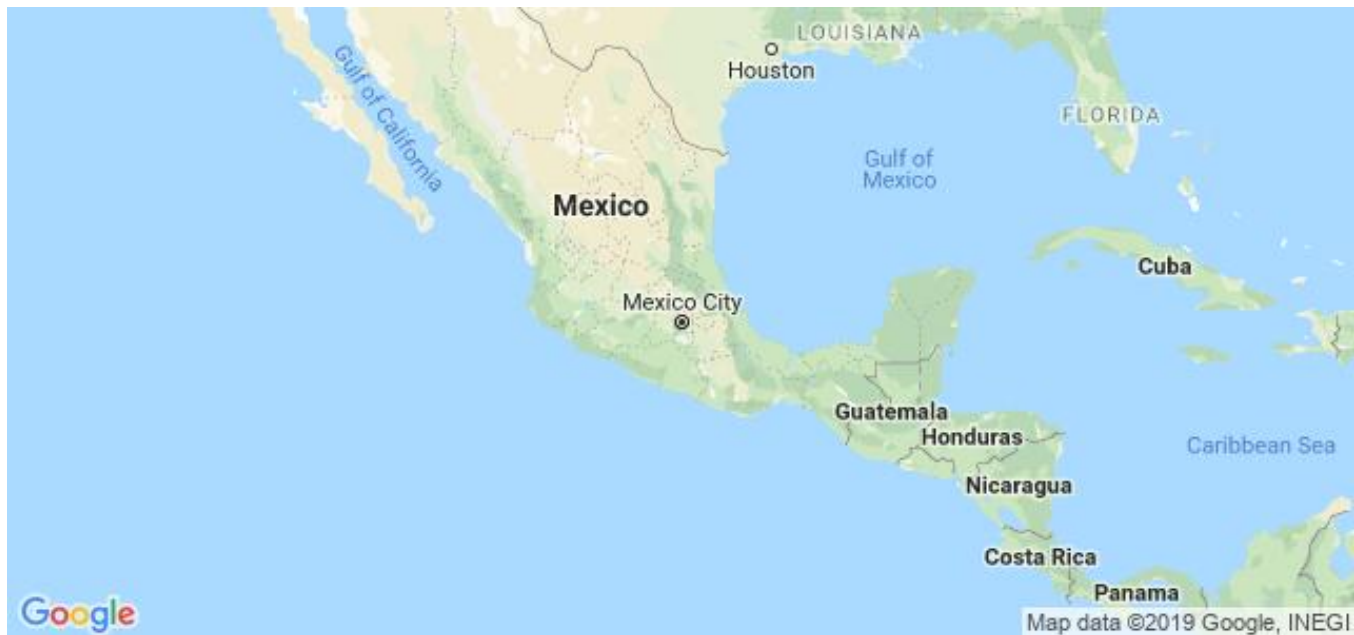 LOUISIANA
Houston
Gulf of California
FLORIDA
Gulf of
Mexico
Mexico
Cuba
Mexico City
Guatemala
Honduras
Caribbean Sea
Nicaragua
Costa Rica
Panama
Google
Map data ©2019 Google, INEGI